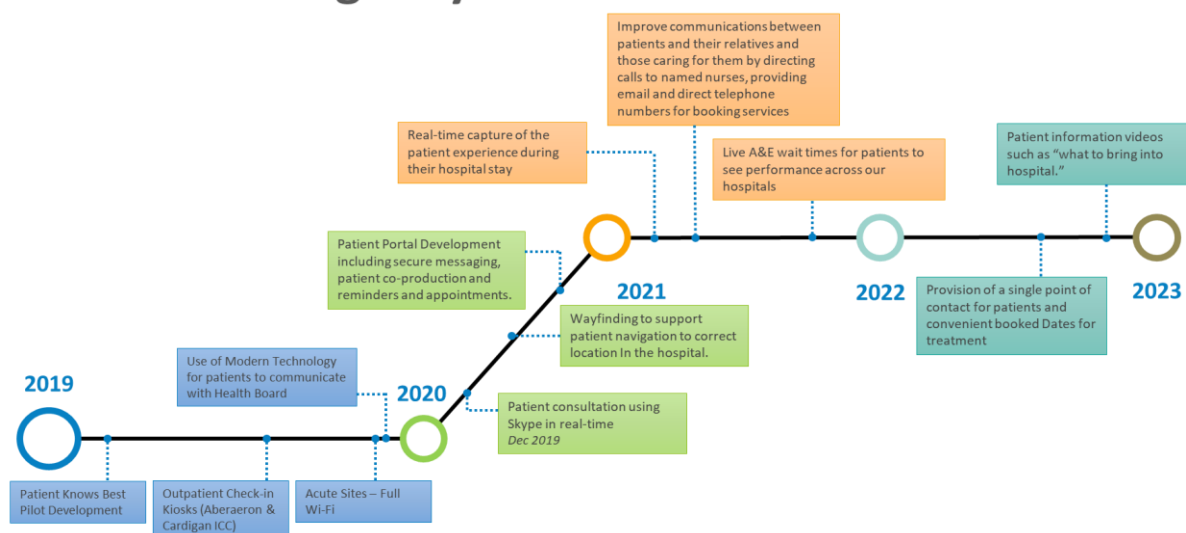 Improve communications between
patients and their relatives and
those caring for them by directing
calls to named nurses, providing
email and direct telephone
numbers for booking services
Real-time capture of the
patient experience during
their hospital stay
Live A&E wait times for patients to
see performance across our
hospitals
Patient information videos
such as “what to bring into
hospital.”
Patient Portal Development
including secure messaging,
patient co-production and
reminders and appointments.
2021
2022
2023
Provision of a single point of
contact for patients and
convenient booked Dates for
treatment
Wayfinding to support
patient navigation to correct
location In the hospital.
Use of Modern Technology
for patients to communicate
with Health Board
2019
2020
Patient consultation using
Skype in real-time
Dec 2019
Patient Knows Best
Pilot Development
Outpatient Check-in
Kiosks (Aberaeron &
Cardigan ICC)
Acute Sites – Full
Wi-Fi